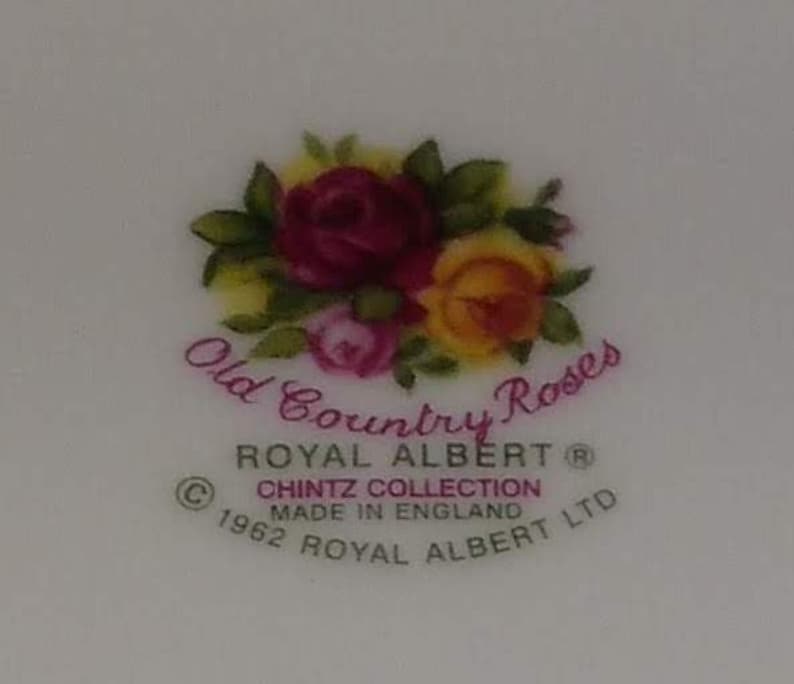 Old Country Roses
ROYAL ALBERT ®
CHINTZ COLLECTION
MADE IN ENGLAND
© 1962 ROYAL ALBERT LTD